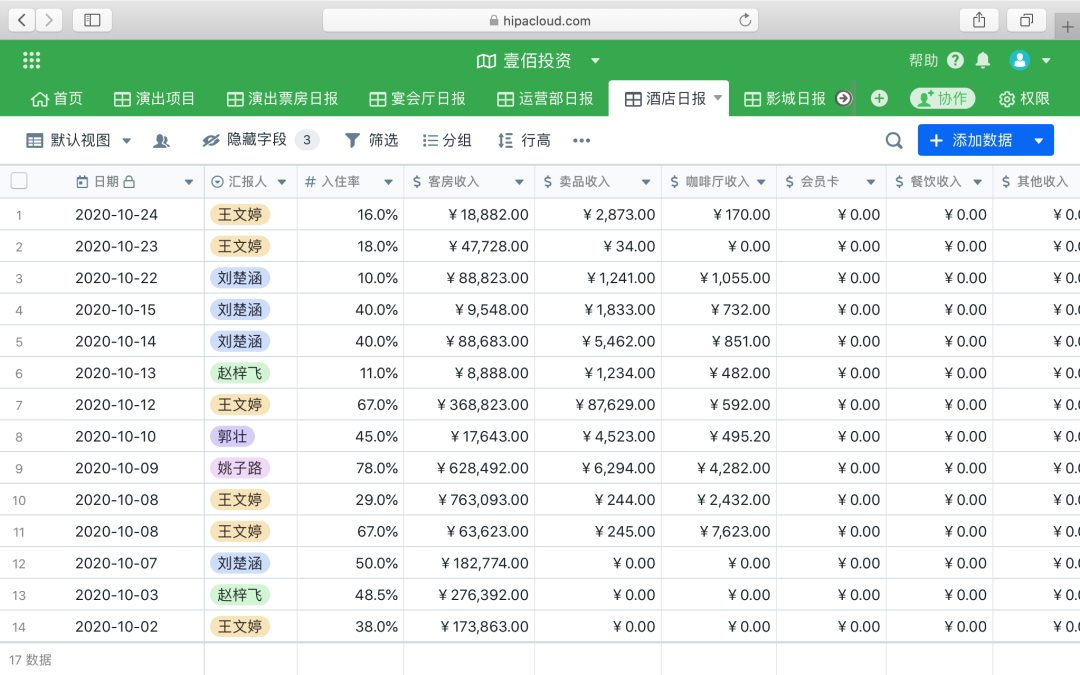 hipacloud.com
壹佰投资 帮助
首页 演出项目 演出票房日报 宴会厅日报 运营部日报 酒店日报 影城日报 协作 权限
默认视图 隐藏字段 3 筛选 分组 行高 添加数据
日期 汇报人 # 入住率 $ 客房收入 $ 卖品收入 $ 咖啡厅收入 $ 会员卡 $ 餐饮收入 $ 其他收入
1 2020-10-24 王文婷 16.0% ¥18,882.00 ¥2,873.00 ¥170.00 ¥0.00 ¥0.00 ¥0.0
2 2020-10-23 王文婷 18.0% ¥47,728.00 ¥34.00 ¥0.00 ¥0.00 ¥0.00 ¥0.0
3 2020-10-22 刘楚涵 10.0% ¥88,823.00 ¥1,241.00 ¥1,055.00 ¥0.00 ¥0.00 ¥0.0
4 2020-10-15 刘楚涵 40.0% ¥9,548.00 ¥1,833.00 ¥732.00 ¥0.00 ¥0.00 ¥0.0
5 2020-10-14 刘楚涵 40.0% ¥88,683.00 ¥5,462.00 ¥851.00 ¥0.00 ¥0.00 ¥0.0
6 2020-10-13 赵梓飞 11.0% ¥8,888.00 ¥1,234.00 ¥482.00 ¥0.00 ¥0.00 ¥0.0
7 2020-10-12 王文婷 67.0% ¥368,823.00 ¥87,629.00 ¥592.00 ¥0.00 ¥0.00 ¥0.0
8 2020-10-10 郭壮 45.0% ¥17,643.00 ¥4,523.00 ¥495.20 ¥0.00 ¥0.00 ¥0.0
9 2020-10-09 姚子路 78.0% ¥628,492.00 ¥6,294.00 ¥4,282.00 ¥0.00 ¥0.00 ¥0.0
10 2020-10-08 王文婷 29.0% ¥763,093.00 ¥244.00 ¥2,432.00 ¥0.00 ¥0.00 ¥0.0
11 2020-10-08 王文婷 67.0% ¥63,623.00 ¥245.00 ¥7,623.00 ¥0.00 ¥0.00 ¥0.0
12 2020-10-07 刘楚涵 50.0% ¥182,774.00 ¥0.00 ¥0.00 ¥0.00 ¥0.00 ¥0.0
13 2020-10-03 赵梓飞 48.5% ¥276,392.00 ¥0.00 ¥0.00 ¥0.00 ¥0.00 ¥0.0
14 2020-10-02 王文婷 38.0% ¥173,863.00 ¥0.00 ¥0.00 ¥0.00 ¥0.00 ¥0.0
17 数据